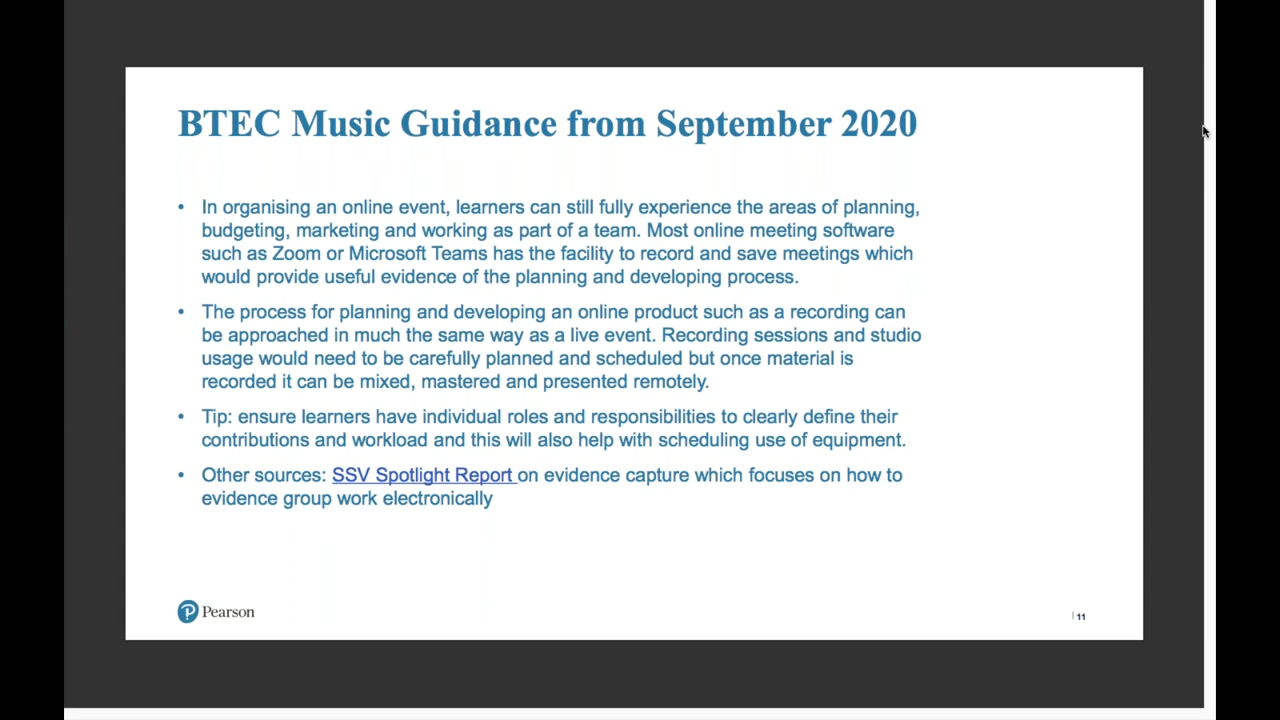 BTEC Music Guidance from September 2020
• In organising an online event, learners can still fully experience the areas of planning,
budgeting, marketing and working as part of a team. Most online meeting software
such as Zoom or Microsoft Teams has the facility to record and save meetings which
would provide useful evidence of the planning and developing process.
• The process for planning and developing an online product such as a recording can
be approached in much the same way as a live event. Recording sessions and studio
usage would need to be carefully planned and scheduled but once material is
recorded it can be mixed, mastered and presented remotely.
• Tip: ensure learners have individual roles and responsibilities to clearly define their
contributions and workload and this will also help with scheduling use of equipment.
• Other sources: SSV Spotlight Report on evidence capture which focuses on how to
evidence group work electronically
Pearson
| 11